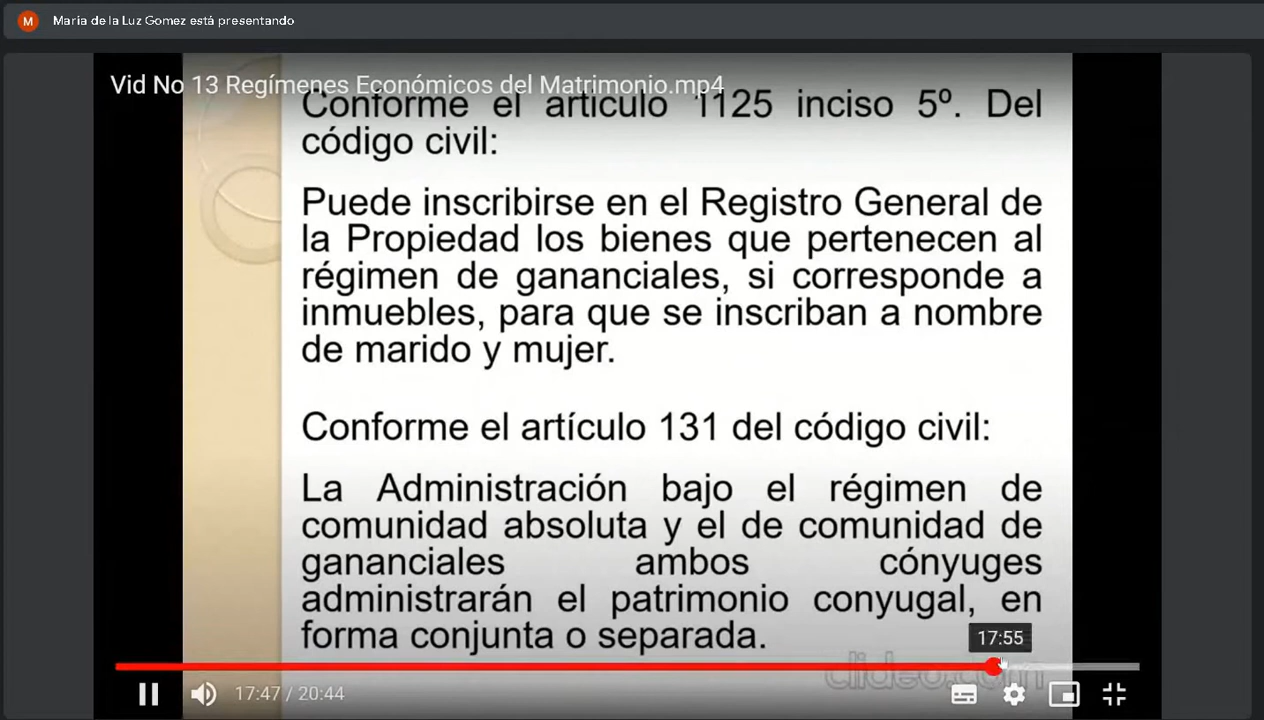 M
María de la Luz Gomez está presentando
Vid No 13 Regímenes Económicos del Matrimonio.mp4
Conforme el articulo 1125 inciso 5º. Del
código civil:
Puede inscribirse en el Registro General de
la Propiedad los bienes que pertenecen al
régimen de gananciales, si corresponde a
inmuebles, para que se inscriban a nombre
de marido y mujer.
Conforme el artículo 131 del código civil:
La Administración bajo el régimen de
comunidad absoluta y el de comunidad de
gananciales ambos cónyuges
administrarán el patrimonio conyugal, en
forma conjunta o separada.
17:55
clideo.com
17:47 / 20:44